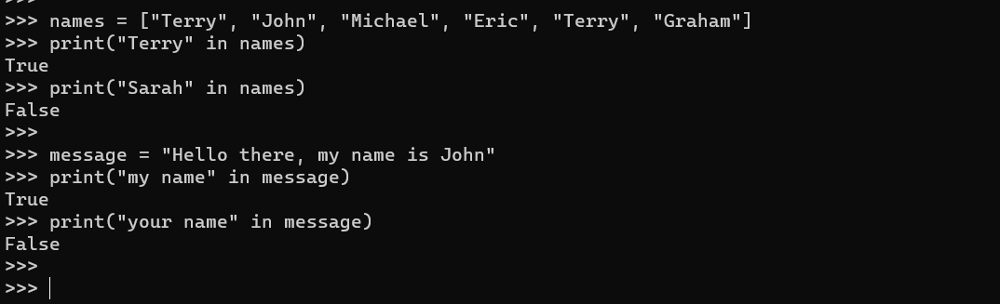 >>>
>>> names = ["Terry", "John", "Michael", "Eric", "Terry", "Graham"]
>>> print("Terry" in names)
True
>>> print("Sarah" in names)
False
>>>
>>> message = "Hello there, my name is John"
>>> print("my name" in message)
True
>>> print("your name" in message)
False
>>>
>>>